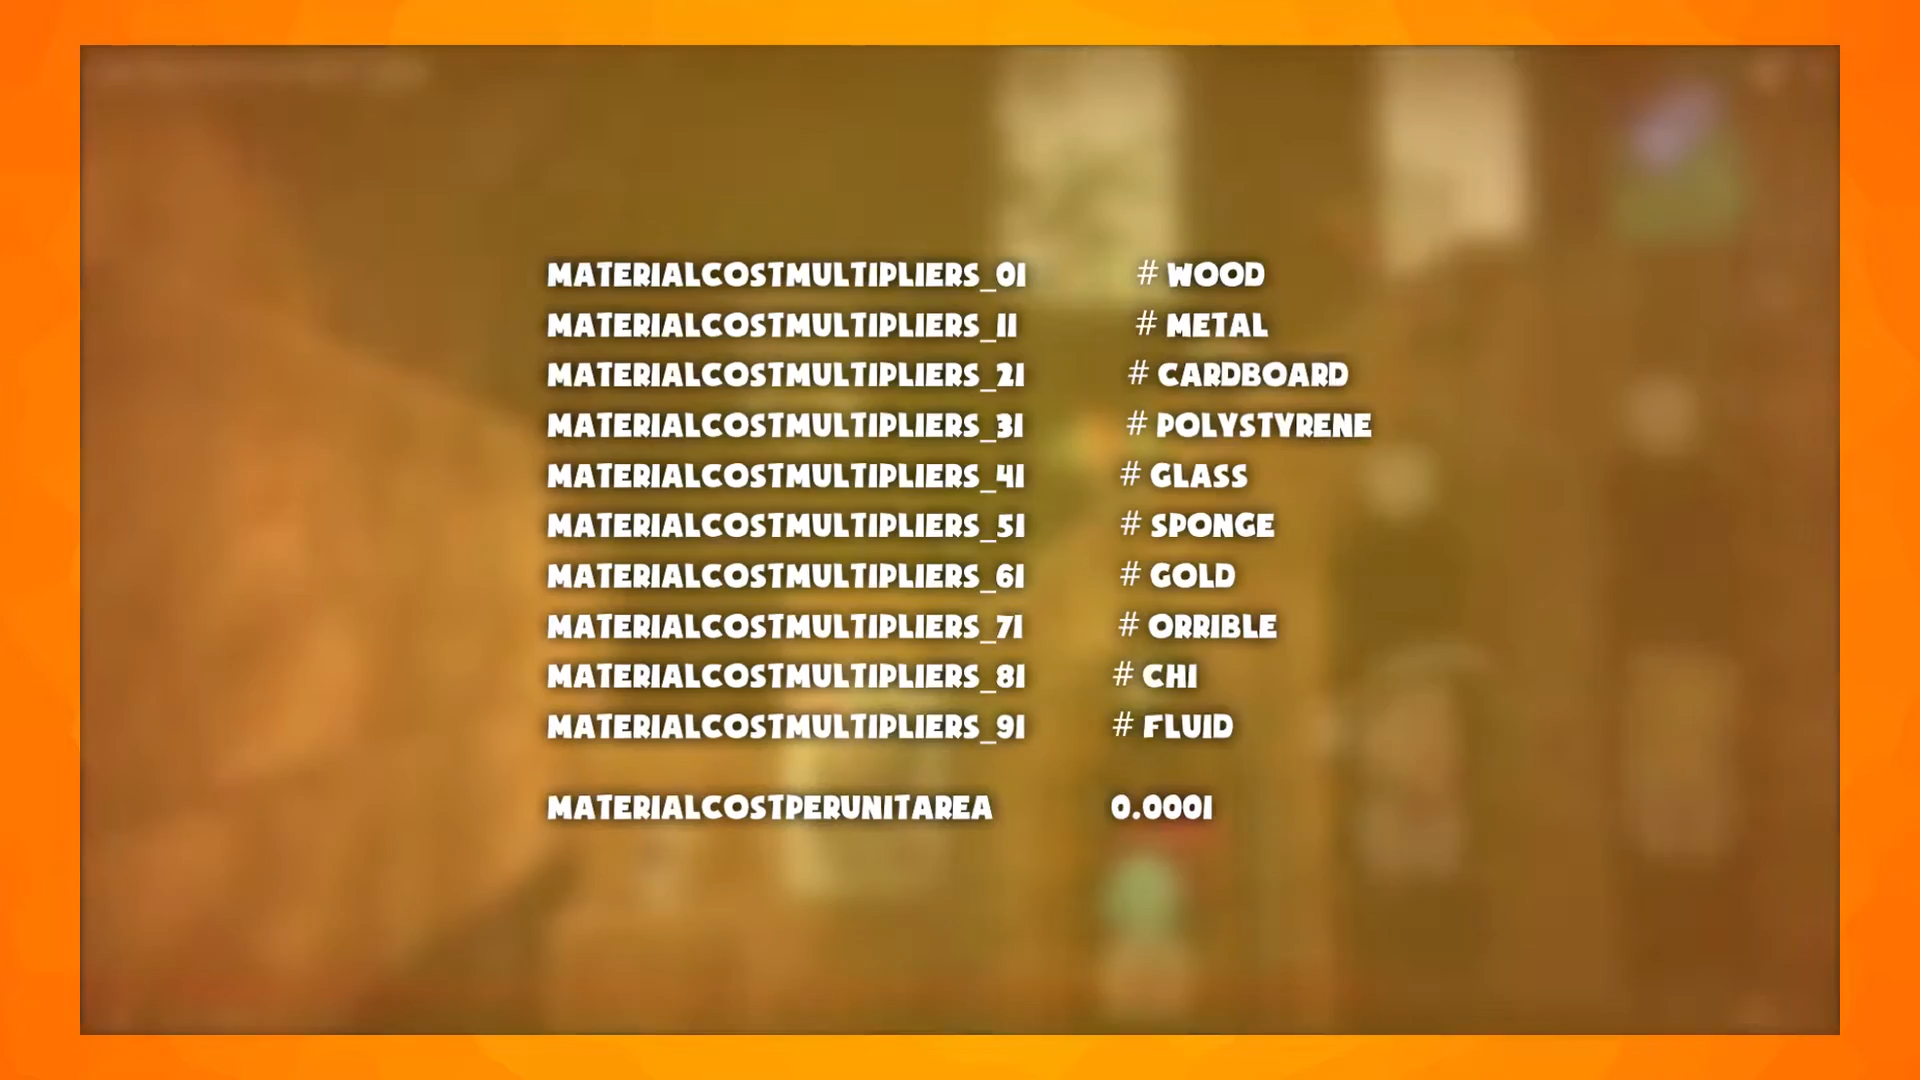 MATERIALCOSTMULTIPLIERS_01 # WOOD
MATERIALCOSTMULTIPLIERS_11 # METAL
MATERIALCOSTMULTIPLIERS_21 # CARDBOARD
MATERIALCOSTMULTIPLIERS_31 # POLYSTYRENE
MATERIALCOSTMULTIPLIERS_41 # GLASS
MATERIALCOSTMULTIPLIERS_51 # SPONGE
MATERIALCOSTMULTIPLIERS_61 # GOLD
MATERIALCOSTMULTIPLIERS_71 # ORRIBLE
MATERIALCOSTMULTIPLIERS_81 # CHI
MATERIALCOSTMULTIPLIERS_91 # FLUID
MATERIALCOSTPERUNITAREA 0.0001